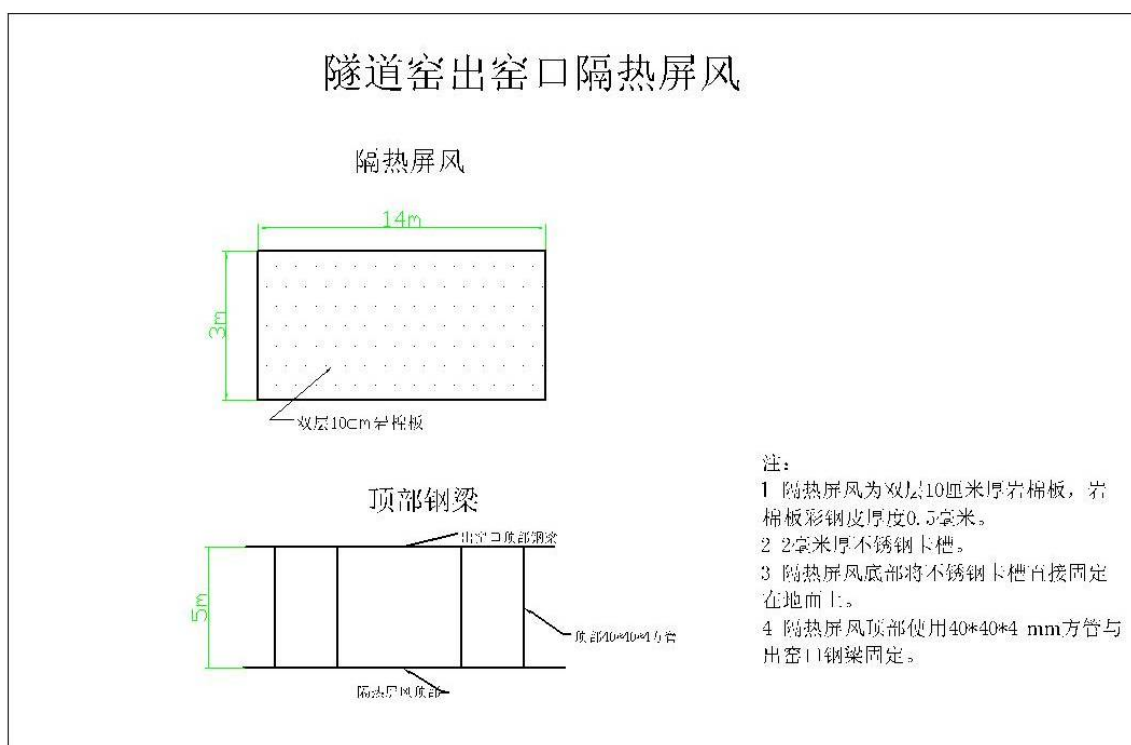 隧道窑出窑口隔热屏风
隔热屏风
14m
3m
双层10cm岩棉板
顶部钢梁
出窑口顶部钢梁
5m
顶部40*40*4方管
隔热屏风顶部
注：
1 隔热屏风为双层10厘米厚岩棉板，岩
棉板彩钢皮厚度0.5毫米。
2 2毫米厚不锈钢卡槽。
3 隔热屏风底部将不锈钢卡槽直接固定
在地面上。
4 隔热屏风顶部使用40*40*4 mm方管与
出窑口钢梁固定。